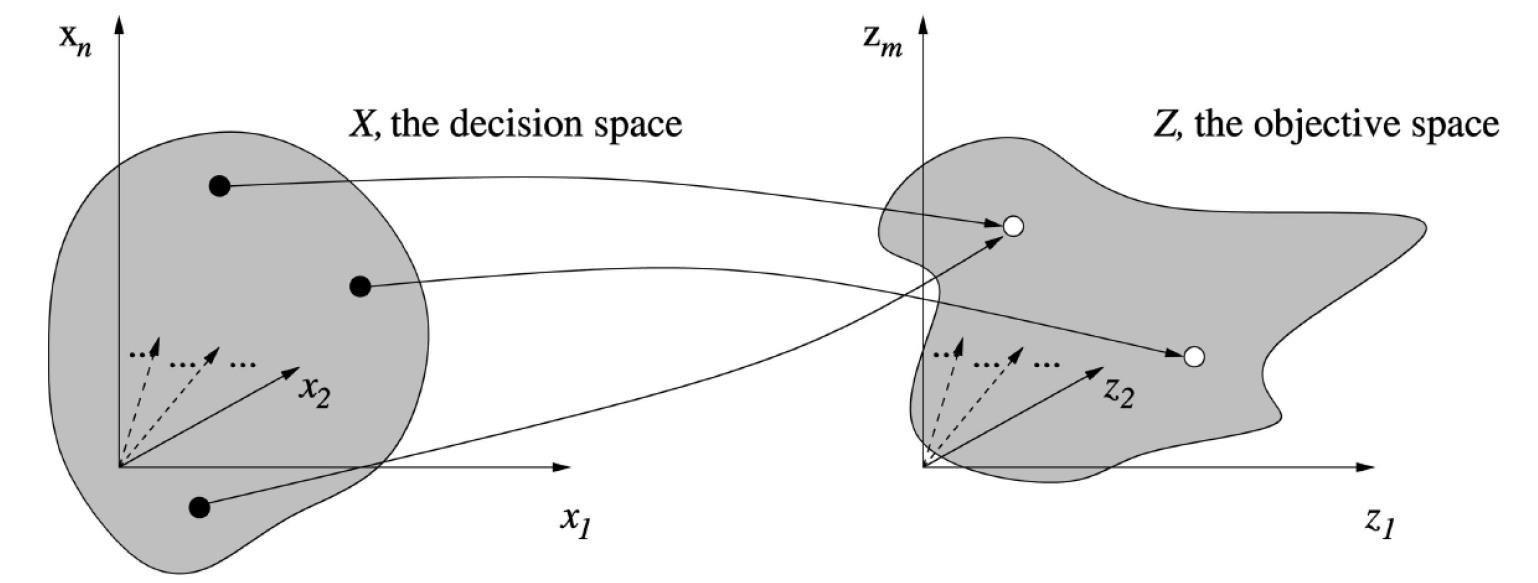 xn
zm
X, the decision space
Z, the objective space
.. ... ...
x2
.. ... ...
z2
x1
z1